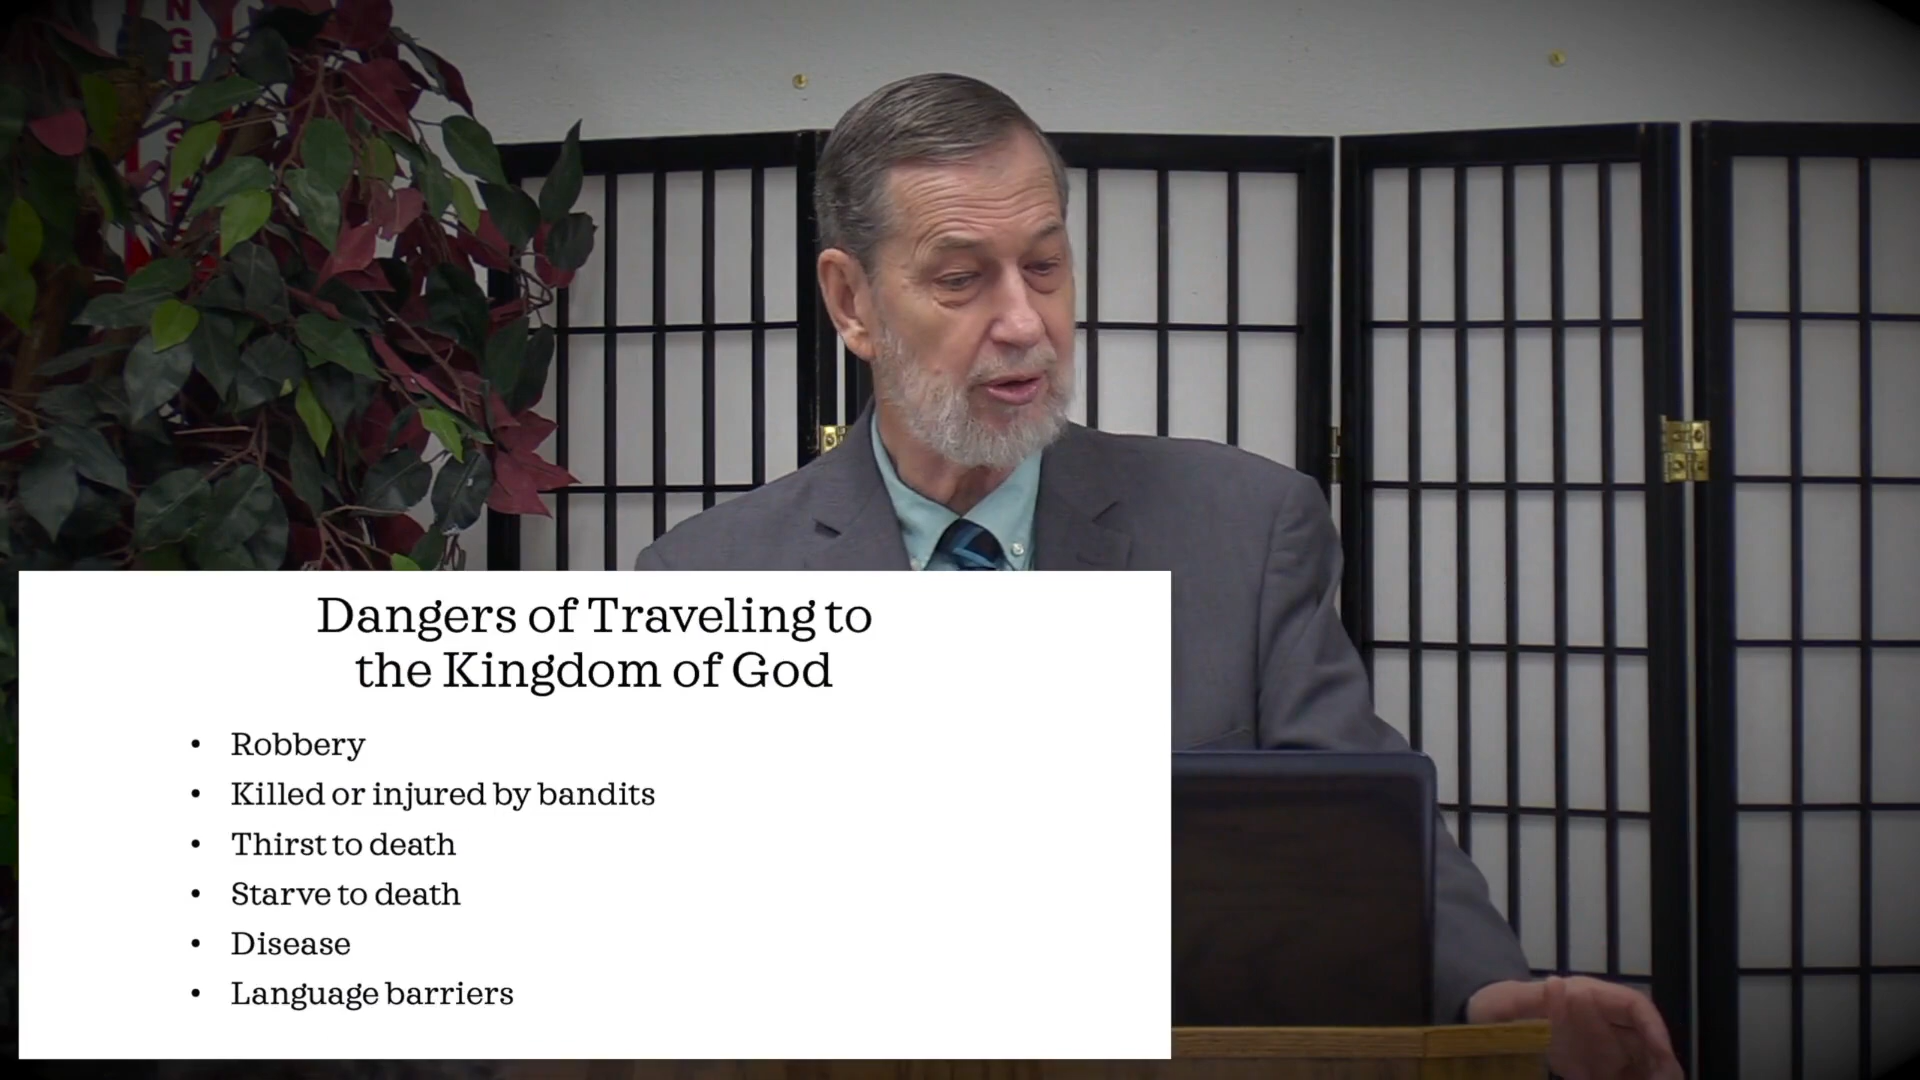 Dangers of Traveling to
the Kingdom of God
• Robbery
• Killed or injured by bandits
• Thirst to death
• Starve to death
• Disease
• Language barriers